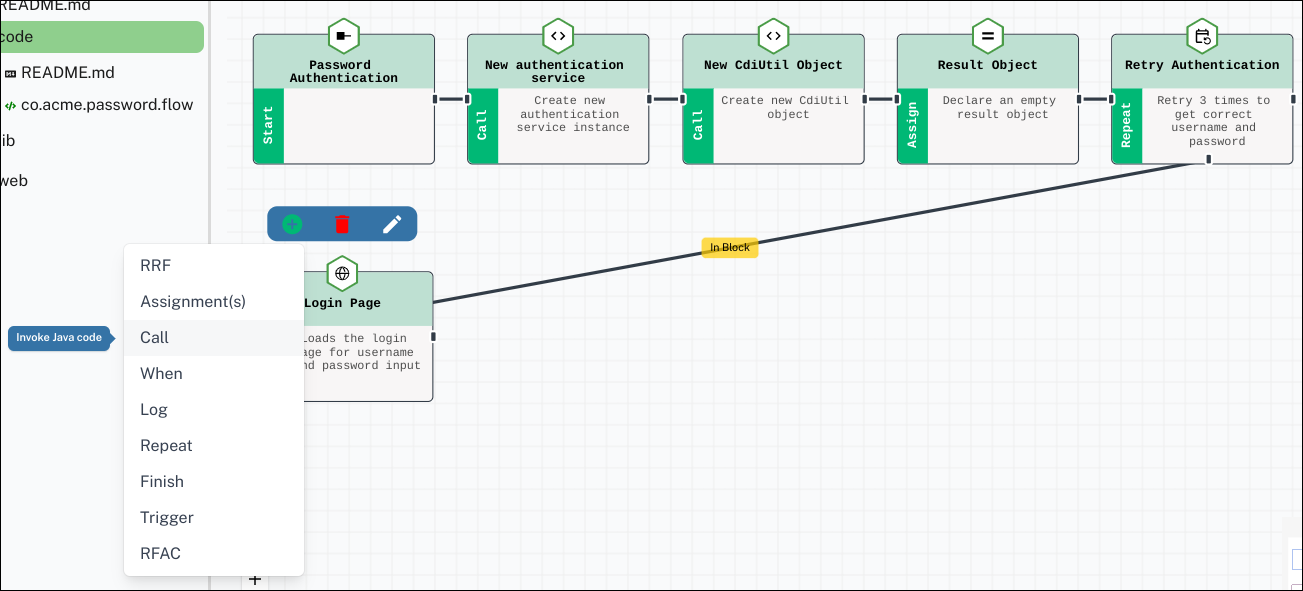 README.md
code
README.md
co.acme.password.flow
lib
web
Password
Authentication
Start
New authentication
service
Call
Create new
authentication
service instance
New CdiUtil Object
Call
Create new CdiUtil
object
Result Object
Assign
Declare an empty
result object
Retry Authentication
Repeat
Retry 3 times to
get correct
username and
password
In Block
Login Page
Loads the login
age for username
nd password input
Invoke Java code
RRF
Assignment(s)
Call
When
Log
Repeat
Finish
Trigger
RFAC